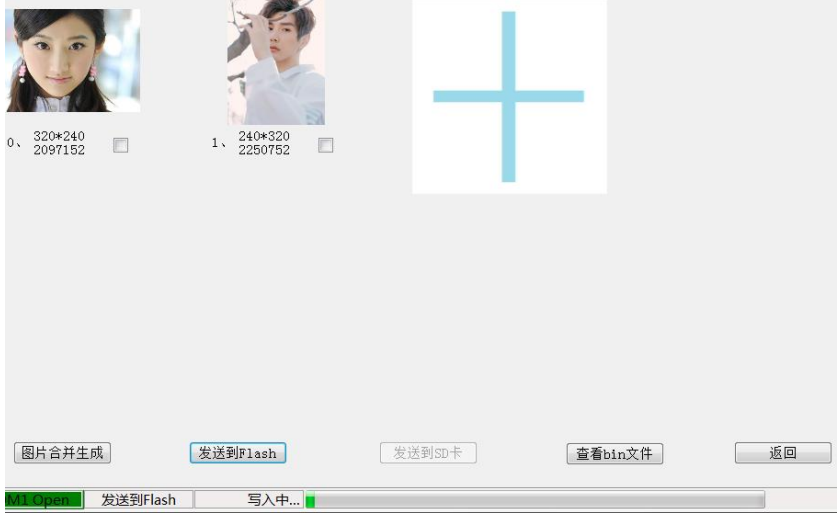 0、 320*240
2097152
1、 240*320
2250752
图片合并生成
发送到Flash
发送到SD卡
查看bin文件
返回
M1 Open
发送到Flash
写入中...